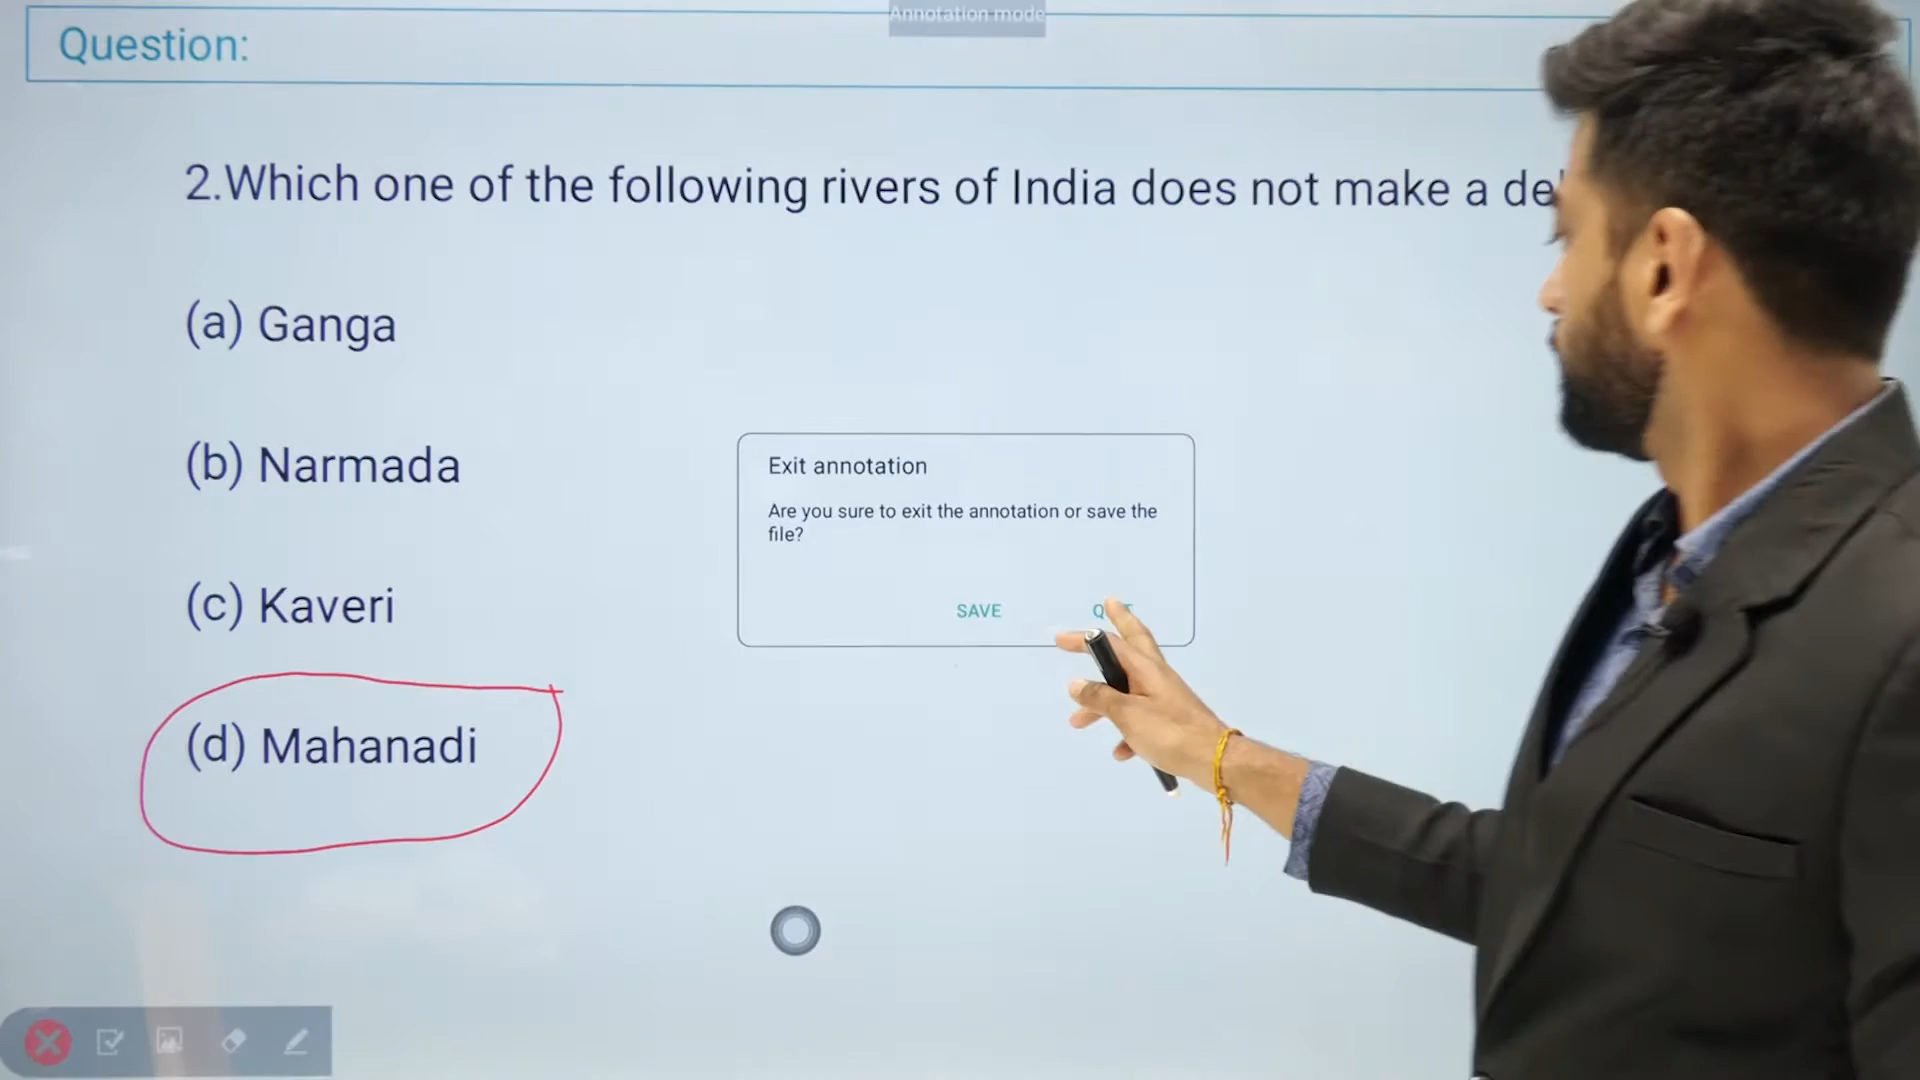 Annotation mode
Question:
2.Which one of the following rivers of India does not make a
(a) Ganga
(b) Narmada
(c) Kaveri
(d) Mahanadi
Exit annotation
Are you sure to exit the annotation or save the
file?
SAVE